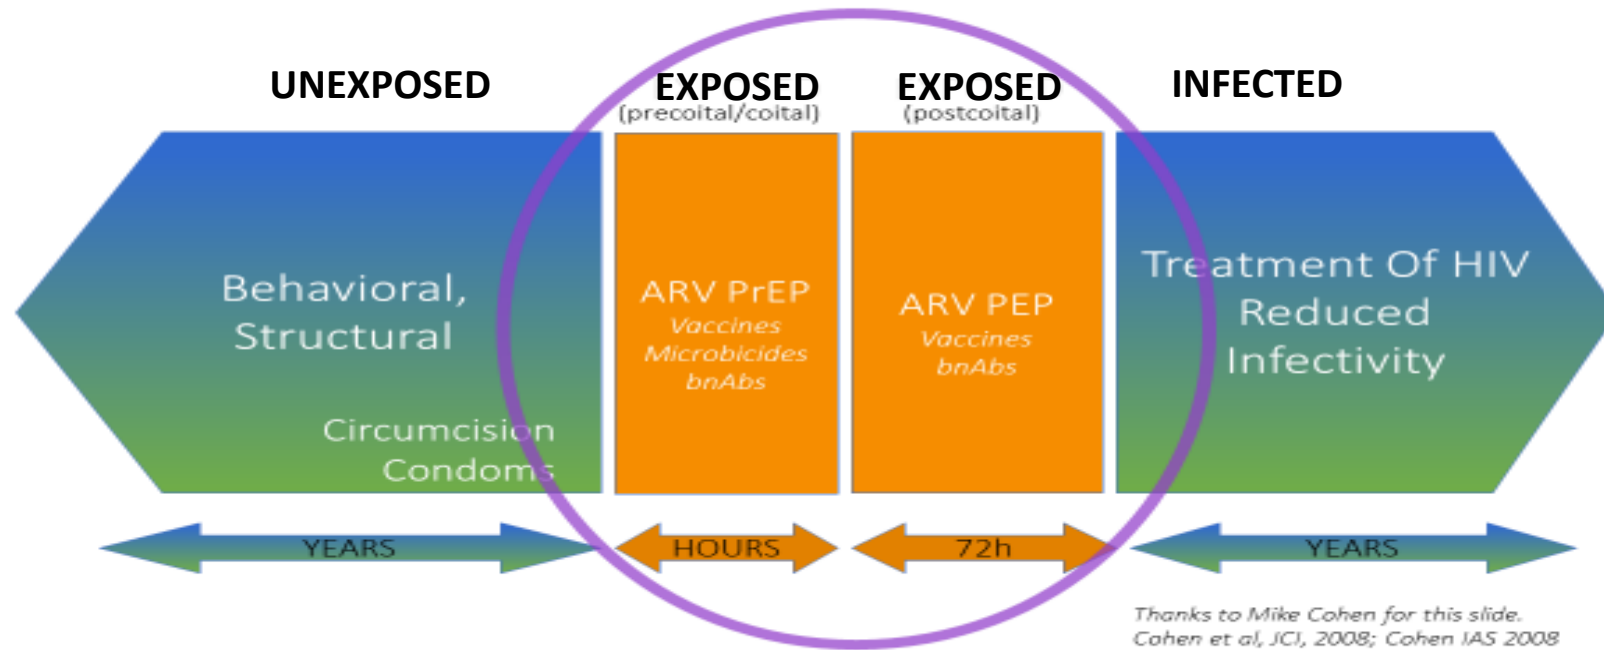 UNEXPOSED
EXPOSED
(precoital/coital)
EXPOSED
(postcoital)
INFECTED
Behavioral,
Structural
Circumcision
Condoms
ARV PrEP
Vaccines
Microbicides
bnAbs
ARV PEP
Vaccines
bnAbs
Treatment Of HIV
Reduced
Infectivity
YEARS
HOURS
72h
YEARS
Thanks to Mike Cohen for this slide.
Cohen et al, JCI, 2008; Cohen IAS 2008